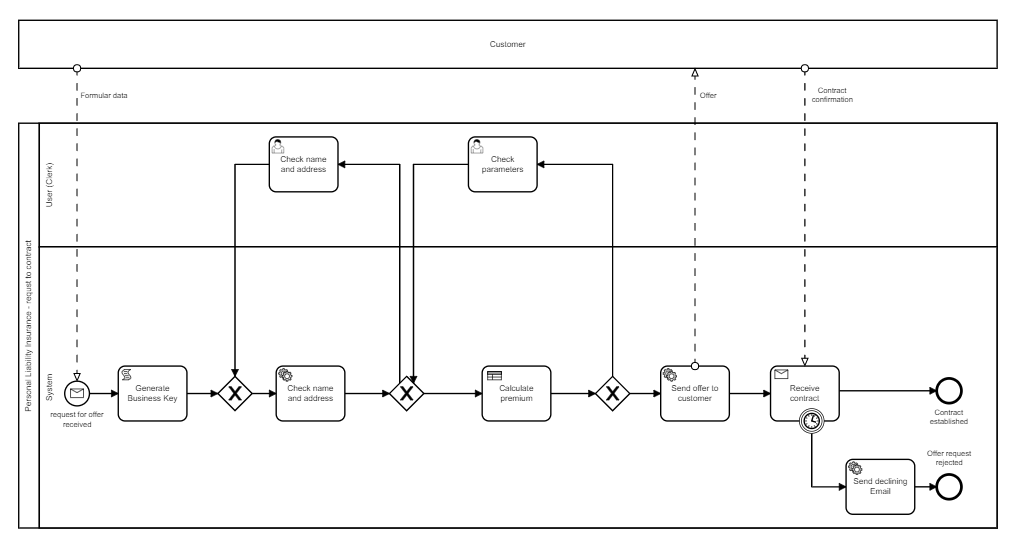 Customer
Formular data
Offer
Contract
confirmation
Personal Liability Insurance - requst to contract
User (Clerk)
Check name
and address
Check
parameters
System
request for offer
received
Generate
Business Key
Check name
and address
Calculate
premium
Send offer to
customer
Receive
contract
Contract
established
Offer request
rejected
Send declining
Email